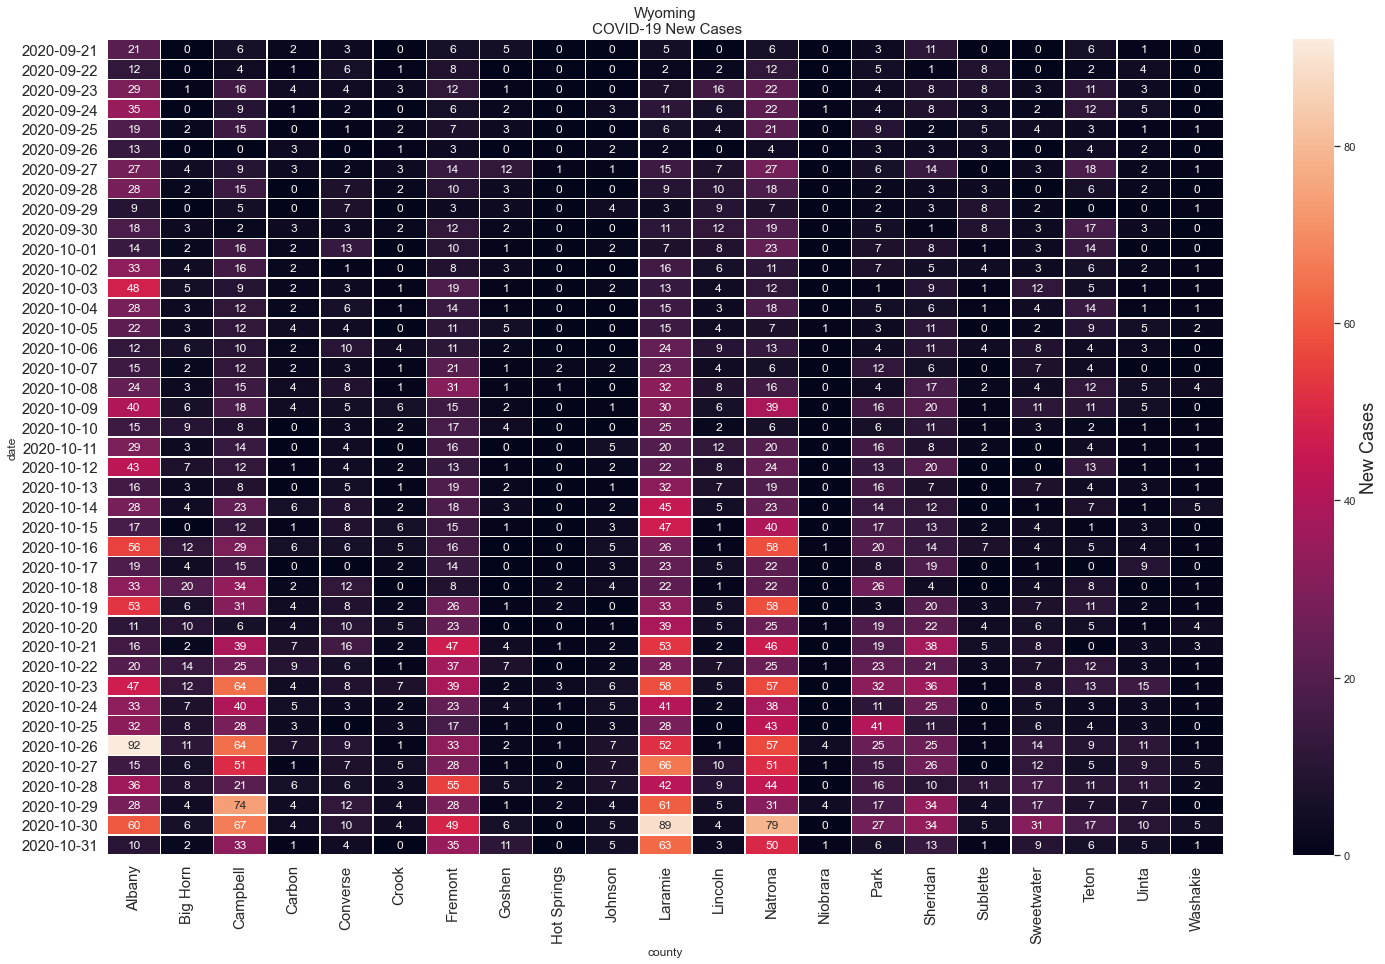 Wyoming
COVID-19 New Cases
2020-09-21 21 0 6 2 3 0 6 5 0 0 5 0 6 0 3 11 0 0 6 1 0
2020-09-22 12 0 4 1 6 1 8 0 0 0 2 2 12 0 5 1 8 0 2 4 0
2020-09-23 29 1 16 4 4 3 12 1 0 0 7 16 22 0 4 8 8 3 11 3 0
2020-09-24 35 0 9 1 2 0 6 2 0 3 11 6 22 1 4 8 3 2 12 5 0
2020-09-25 19 2 15 0 1 2 7 3 0 0 6 4 21 0 9 2 5 4 3 1 1
2020-09-26 13 0 0 3 0 1 3 0 0 2 2 0 4 0 3 3 3 0 4 2 0
2020-09-27 27 4 9 3 2 3 14 12 1 1 15 7 27 0 6 14 0 3 18 2 1
2020-09-28 28 2 15 0 7 2 10 3 0 0 9 10 18 0 2 3 3 0 6 2 0
2020-09-29 9 0 5 0 7 0 3 3 0 4 3 9 7 0 2 3 8 2 0 0 1
2020-09-30 18 3 2 3 3 2 12 2 0 0 11 12 19 0 5 1 8 3 17 3 0
2020-10-01 14 2 16 2 13 0 10 1 0 2 7 8 23 0 7 8 1 3 14 0 0
2020-10-02 33 4 16 2 1 0 8 3 0 0 16 6 11 0 7 5 4 3 6 2 1
2020-10-03 48 5 9 2 3 1 19 1 0 2 13 4 12 0 1 9 1 12 5 1 1
2020-10-04 28 3 12 2 6 1 14 1 0 3 15 3 18 0 5 6 1 4 14 1 1
2020-10-05 22 3 12 4 4 0 11 5 0 0 15 4 7 1 3 11 0 2 9 5 2
2020-10-06 12 6 10 2 10 4 11 2 0 0 24 9 13 0 4 11 4 8 4 3 0
2020-10-07 15 2 12 2 3 1 21 1 2 2 23 4 6 0 12 6 0 7 4 0 0
2020-10-08 24 3 15 4 8 1 31 1 1 0 32 8 16 0 4 17 2 4 12 5 4
2020-10-09 40 6 18 4 5 6 15 2 0 1 30 6 39 0 16 20 1 11 11 5 0
2020-10-10 15 9 8 0 3 2 17 4 0 0 25 2 6 0 6 11 1 3 2 1 1
2020-10-11 29 3 14 0 4 0 16 0 0 5 20 12 20 0 16 8 2 0 4 1 1
2020-10-12 43 7 12 1 4 2 13 1 0 2 22 8 24 0 13 20 0 0 13 1 1
2020-10-13 16 3 8 0 5 1 19 2 0 1 32 7 19 0 16 7 0 7 4 3 1
2020-10-14 28 4 23 6 8 2 18 3 0 2 45 5 23 0 14 12 0 1 7 1 5
2020-10-15 17 0 12 1 8 6 15 1 0 3 47 1 40 0 17 13 2 4 1 3 0
2020-10-16 56 12 29 6 6 5 16 0 0 5 26 1 58 1 20 14 7 4 5 4 1
2020-10-17 19 4 15 0 0 2 14 0 0 3 23 5 22 0 8 19 0 1 0 9 0
2020-10-18 33 20 34 2 12 0 8 0 2 4 22 1 22 0 26 4 0 4 8 0 1
2020-10-19 53 6 31 4 8 2 26 1 2 0 33 5 58 0 3 20 3 7 11 2 1
2020-10-20 11 10 6 4 10 5 23 0 0 1 39 5 25 1 19 22 4 6 5 1 4
2020-10-21 16 2 39 7 16 2 47 4 1 2 53 2 46 0 19 38 5 8 0 3 3
2020-10-22 20 14 25 9 6 1 37 7 0 2 28 7 25 1 23 21 3 7 12 3 1
2020-10-23 47 12 64 4 8 7 39 2 3 6 58 5 57 0 32 36 1 8 13 15 1
2020-10-24 33 7 40 5 3 2 23 4 1 5 41 2 38 0 11 25 0 5 3 3 1
2020-10-25 32 8 28 3 0 3 17 1 0 3 28 0 43 0 41 11 1 6 4 3 0
2020-10-26 92 11 64 7 9 1 33 2 1 7 52 1 57 4 25 25 1 14 9 11 1
2020-10-27 15 6 51 1 7 5 28 1 0 7 66 10 51 1 15 26 0 12 5 9 5
2020-10-28 36 8 21 6 6 3 55 5 2 7 42 9 44 0 16 10 11 17 11 11 2
2020-10-29 28 4 74 4 12 4 28 1 2 4 61 5 31 4 17 34 4 17 7 7 0
2020-10-30 60 6 67 4 10 4 49 6 0 5 89 4 79 0 27 34 5 31 17 10 5
2020-10-31 10 2 33 1 4 0 35 11 0 5 63 3 50 1 6 13 1 9 6 5 1
date
Albany Big Horn Campbell Carbon Converse Crook Fremont Goshen Hot Springs Johnson Laramie Lincoln Natrona Niobrara Park Sheridan Sublette Sweetwater Teton Uinta Washakie
county
80
60
40
20
0
New Cases